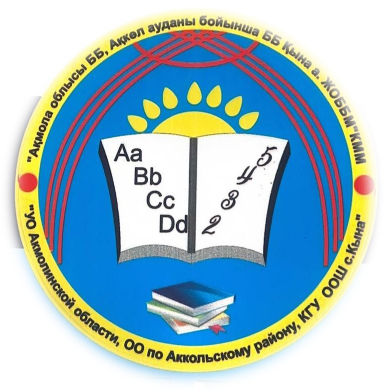 "Ақмола облысы ББ, Ақкөл ауданы бойынша ББ Қына а. ЖОББМ"КММ
Aa
Bb
Cc
Dd
2 3 4 5
"УО Акмолинской области, ОО по Аккольскому району, КГУ ООШ с.Кына"